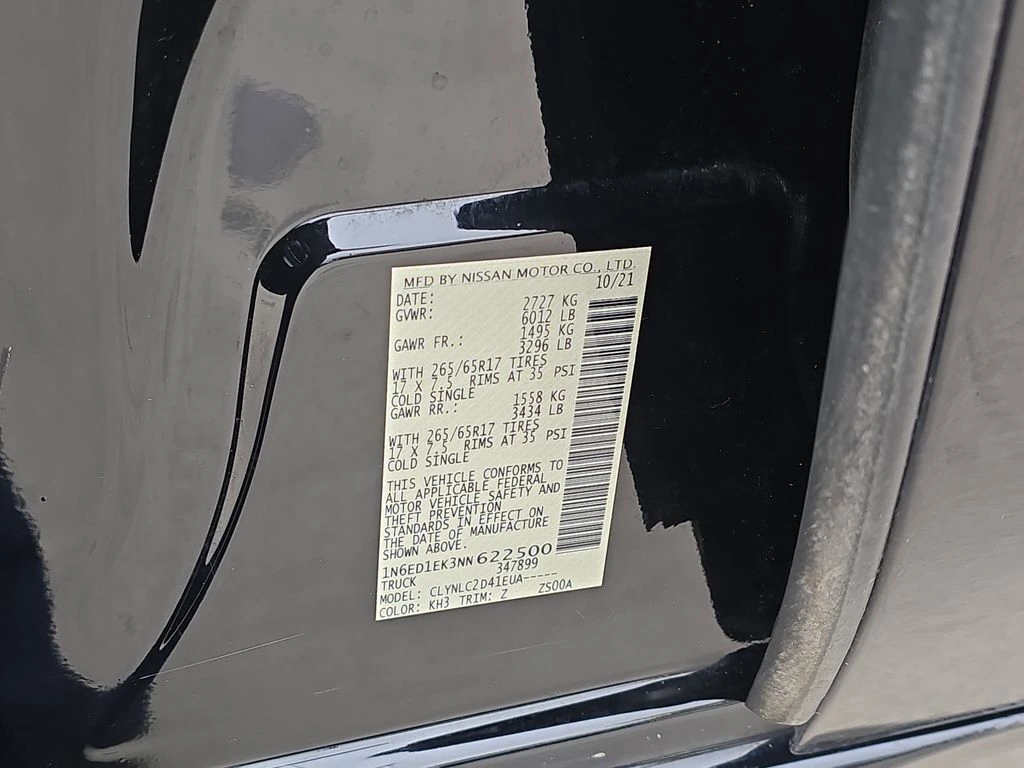 MFD BY NISSAN MOTOR CO., LTD.
DATE: 10/21
GVWR: 2727 KG
6012 LB
GAWR FR.: 1495 KG
3296 LB
WITH 265/65R17 TIRES
17 X 7.5 RIMS AT 35 PSI
COLD SINGLE
GAWR RR.: 1558 KG
3434 LB
WITH 265/65R17 TIRES
17 X 7.5 RIMS AT 35 PSI
COLD SINGLE
THIS VEHICLE CONFORMS TO
ALL APPLICABLE FEDERAL
MOTOR VEHICLE SAFETY AND
THEFT PREVENTION
STANDARDS IN EFFECT ON
THE DATE OF MANUFACTURE
SHOWN ABOVE.
1N6ED1EK3NN622500
TRUCK 347899
MODEL: CLYNLC2D41EUA-----
COLOR: KH3 TRIM: Z ZS00A